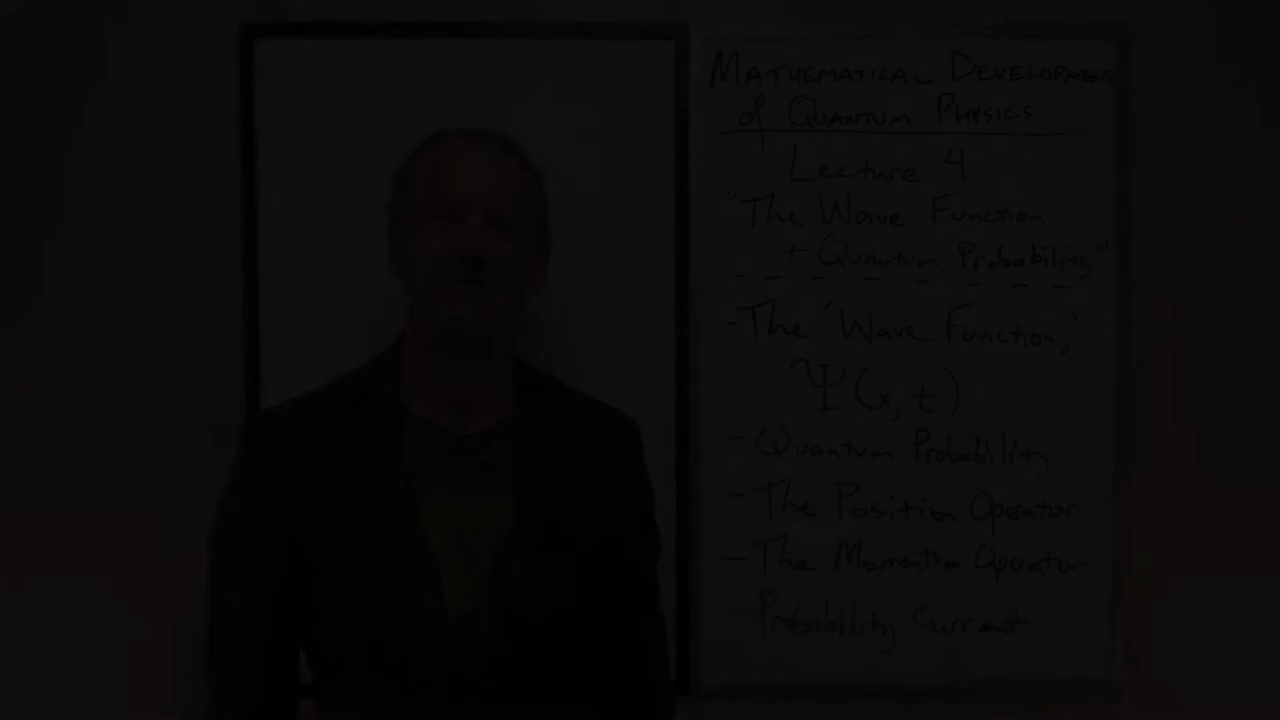 MATHEMATICAL DEVELOPMENT
of QUANTUM PHYSICS
Lecture 4
"The Wave Function
+ Quantum Probability"
- The 'Wave Function,'
Ψ(x, t)
- Quantum Probability
- The Position Operator
- The Momentum Operator
- Probability Current